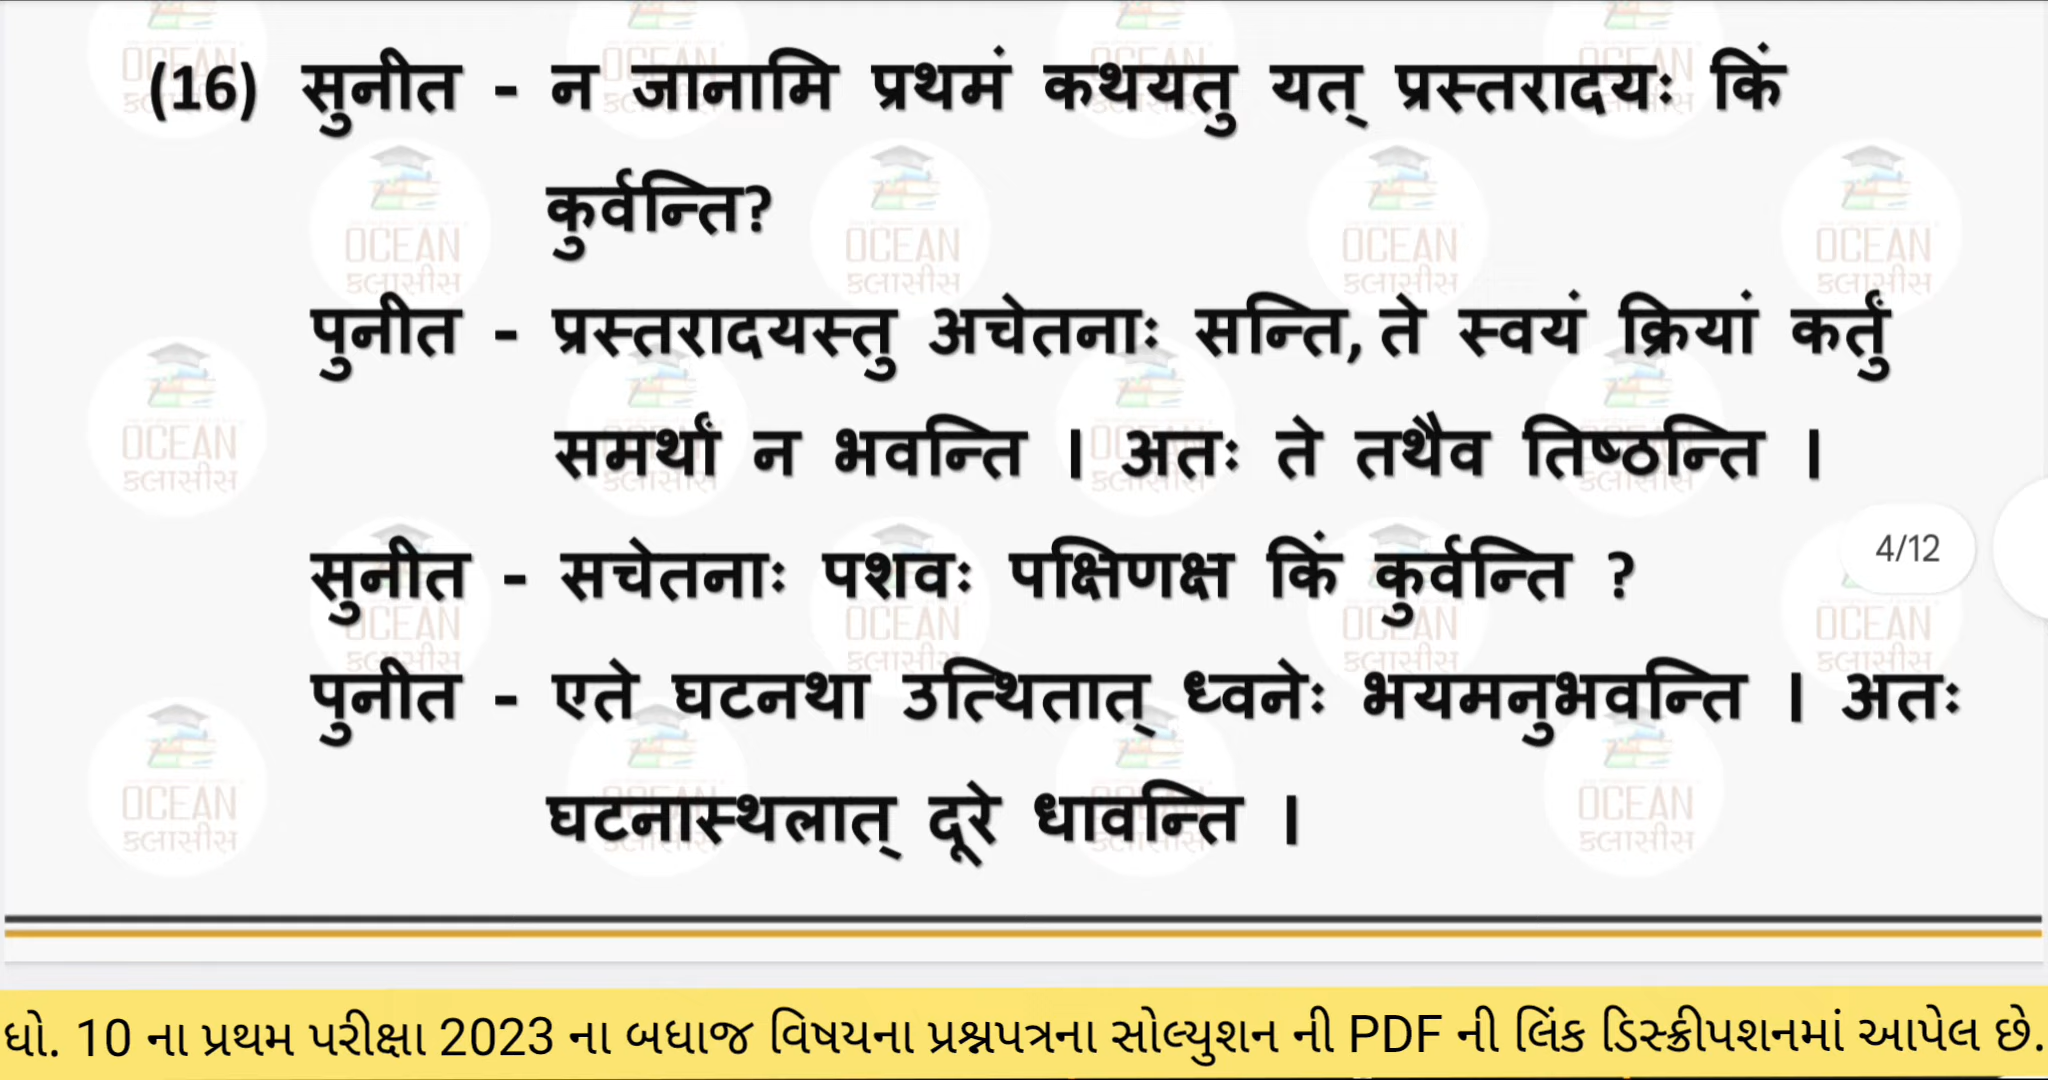 (16) सुनीत - न जानामि प्रथमं कथयतु यत् प्रस्तरादयः किं
कुर्वन्ति?
पुनीत - प्रस्तरादयस्तु अचेतनाः सन्ति, ते स्वयं क्रियां कर्तुं
समर्थां न भवन्ति । अतः ते तथैव तिष्ठन्ति ।
सुनीत - सचेतनाः पशवः पक्षिणक्ष किं कुर्वन्ति ?
4/12
पुनीत - एते घटनथा उत्थितात् ध्वनेः भयमनुभवन्ति । अतः
घटनास्थलात् दूरे धावन्ति ।
OCEAN
ક્લાસીસ
ધો. 10 ના પ્રથમ પરીક્ષા 2023 ના બધાજ વિષયના પ્રશ્નપત્રના સોલ્યુશન ની PDF ની લિંક ડિસ્ક્રીપશનમાં આપેલ છે.